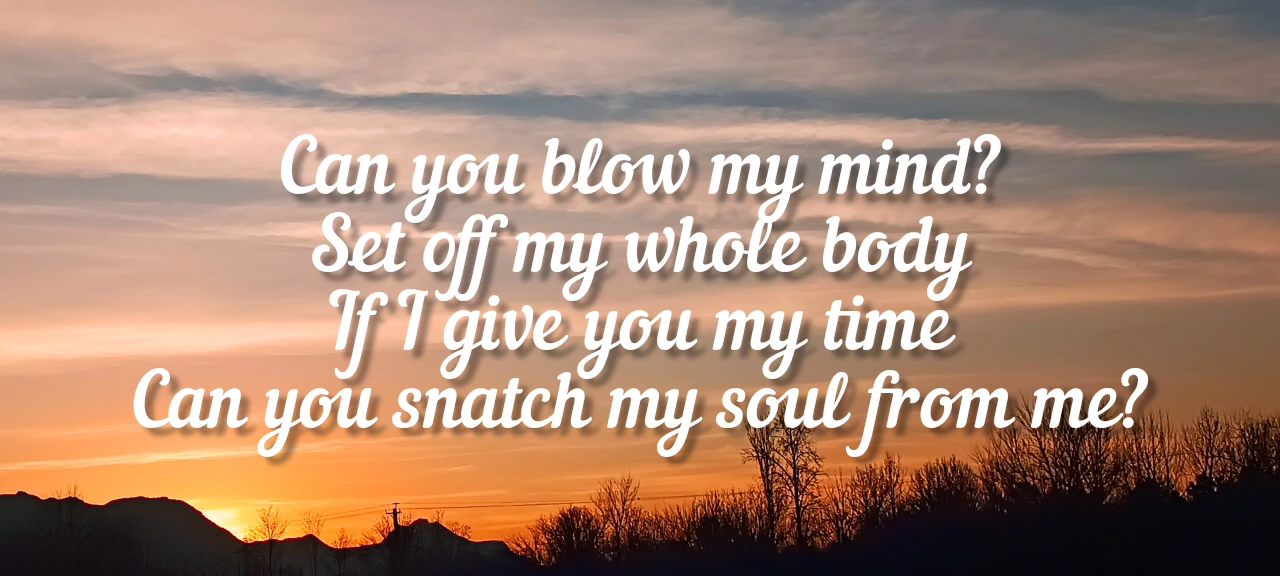 Can you blow my mind?
Set off my whole body
If I give you my time
Can you snatch my soul from me?